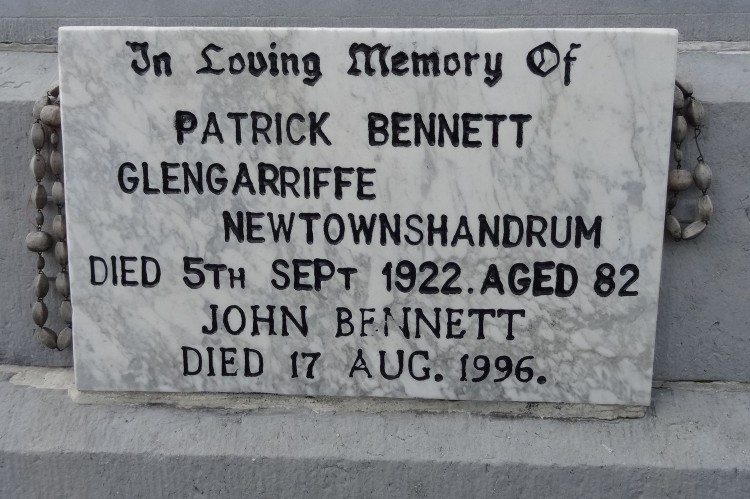 In Loving Memory Of
PATRICK BENNETT
GLENGARRIFFE
NEWTOWNSHANDRUM
DIED 5TH SEPT 1922. AGED 82
JOHN BENNETT
DIED 17 AUG. 1996.